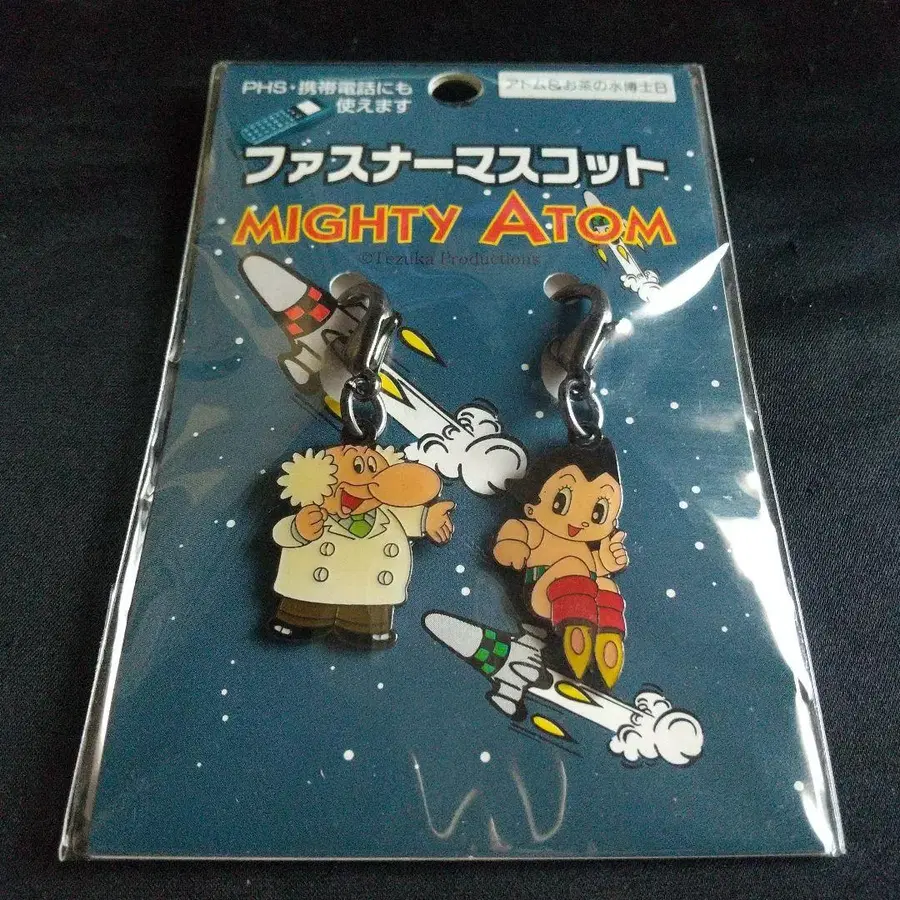 PHS・携帯電話にも
使えます
アトム&お茶の水博士B
ファスナーマスコット
MIGHTY ATOM
©Tezuka Productions